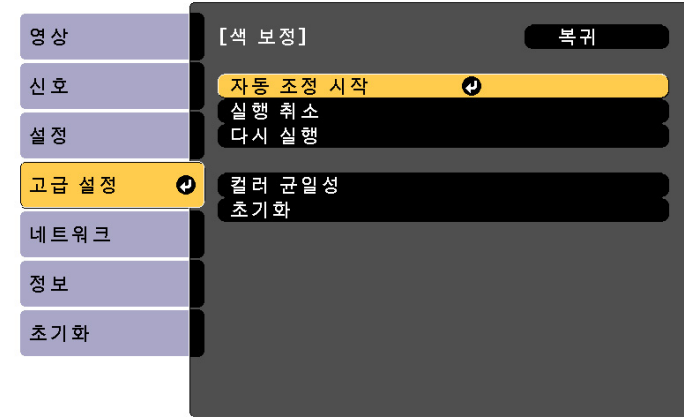 영상
신호
설정
고급 설정
네트워크
정보
초기화
[색 보정]
복귀
자동 조정 시작
실행 취소
다시 실행
컬러 균일성
초기화